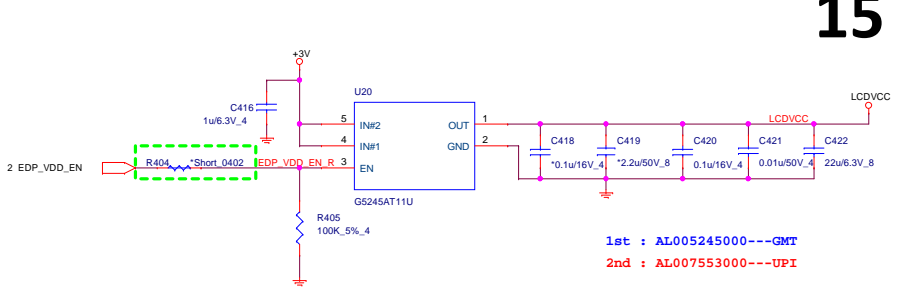 15
+3V
LCDVCC
U20
C416
1u/6.3V_4
5 IN#2
4 IN#1
3 EN
OUT 1
GND 2
LCDVCC
C418
*0.1u/16V_4
C419
*2.2u/50V_8
C420
0.1u/16V_4
C421
0.01u/50V_4
C422
22u/6.3V_8
2 EDP_VDD_EN
R404 *Short_0402
EDP_VDD_EN_R
G5245AT11U
R405
100K_5%_4
1st : AL005245000---GMT
2nd : AL007553000---UPI